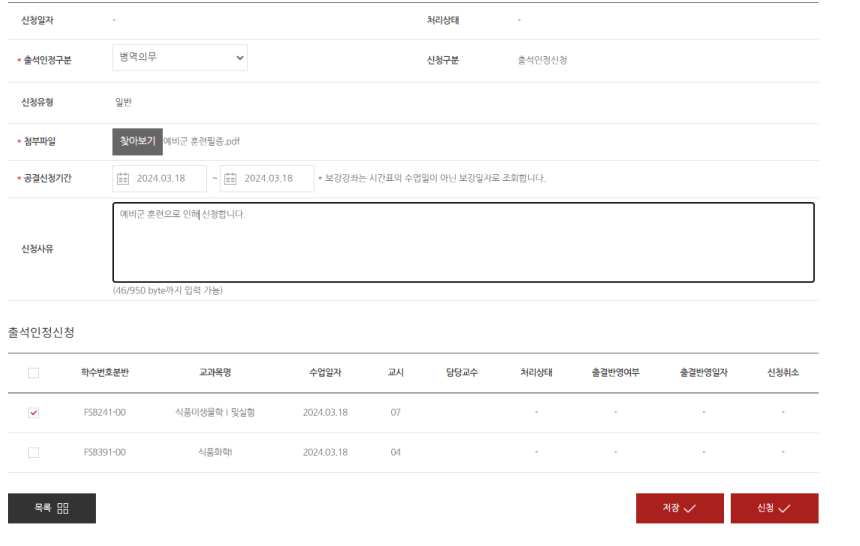 신청일자 - 처리상태 -
* 출석인정구분 병역의무 신청구분 출석인정신청
신청유형 일반
* 첨부파일 찾아보기 예비군 훈련필증.pdf
* 공결신청기간 2024.03.18 ~ 2024.03.18 * 보강강좌는 시간표의 수업일이 아닌 보강일자로 조회합니다.
신청사유 예비군 훈련으로 인해 신청합니다.
(46/950 byte까지 입력 가능)
출석인정신청
학수번호분반 교과목명 수업일자 교시 담당교수 처리상태 출결반영여부 출결반영일자 신청취소
FSB241-00 식품미생물학 I 및실험 2024.03.18 07 - - - -
FSB391-00 식품화학I 2024.03.18 04 - - - -
목록 저장 신청